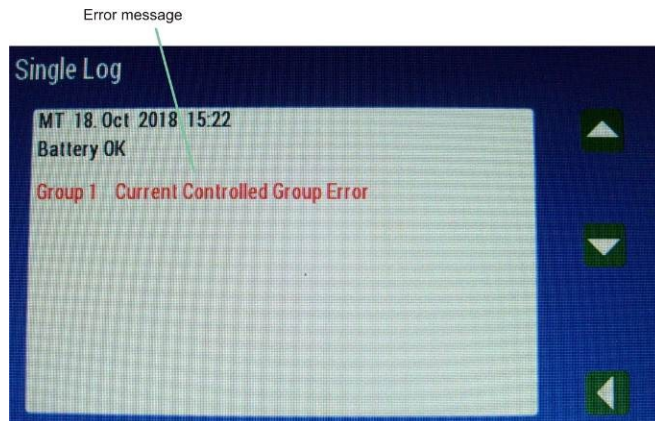 Error message
Single Log
MT 18. Oct 2018 15:22
Battery OK
Group 1 Current Controlled Group Error